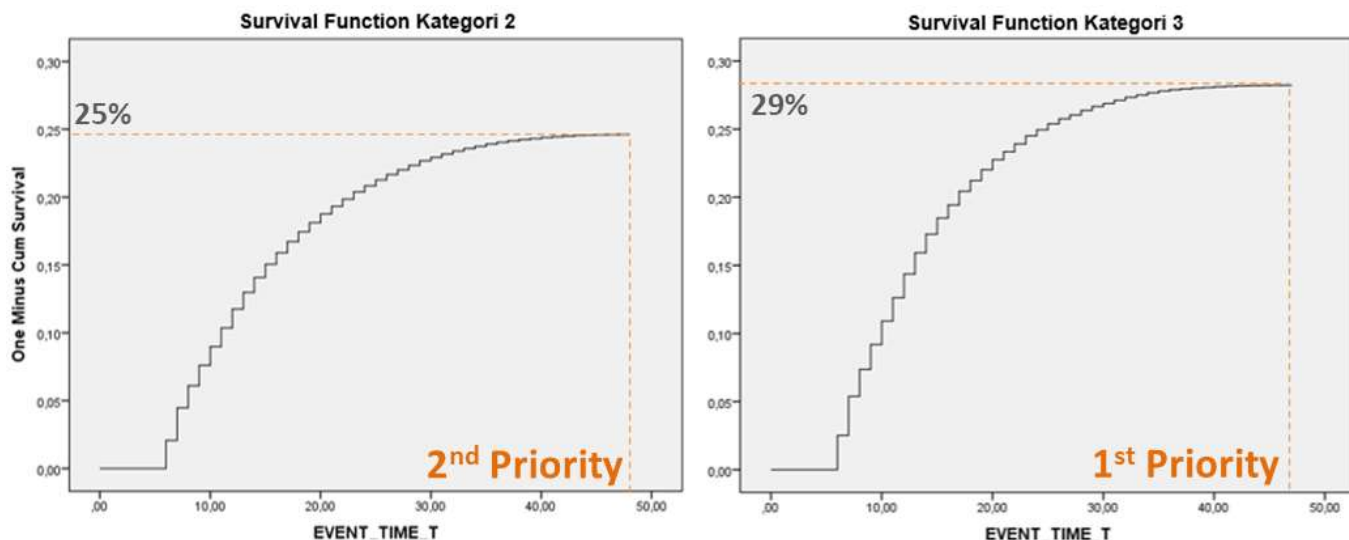 Survival Function Kategori 2
0,30
25%
0,25
0,20
0,15
0,10
0,05
0,00
One Minus Cum Survival
2nd Priority
,00 10,00 20,00 30,00 40,00 50,00
EVENT_TIME_T
Survival Function Kategori 3
0,30
29%
0,25
0,20
0,15
0,10
0,05
0,00
1st Priority
,00 10,00 20,00 30,00 40,00 50,00
EVENT_TIME_T